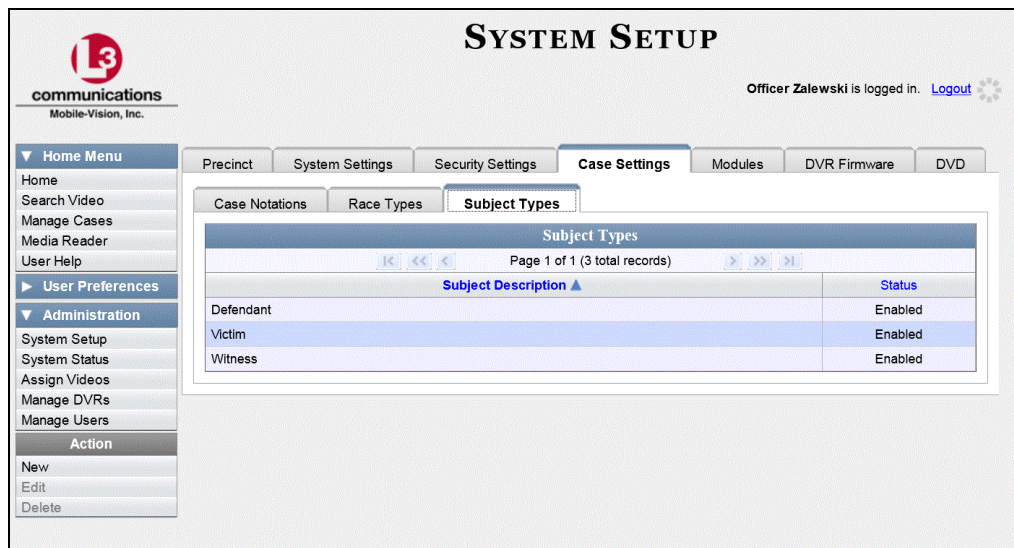 SYSTEM SETUP
L3
communications
Mobile-Vision, Inc.
Officer Zalewski is logged in. Logout
▼ Home Menu
Home
Search Video
Manage Cases
Media Reader
User Help
▶ User Preferences
▼ Administration
System Setup
System Status
Assign Videos
Manage DVRs
Manage Users
Action
New
Edit
Delete
Precinct System Settings Security Settings Case Settings Modules DVR Firmware DVD
Case Notations Race Types Subject Types
Subject Types
|< << < Page 1 of 1 (3 total records) > >> >|
Subject Description ▲ Status
Defendant Enabled
Victim Enabled
Witness Enabled